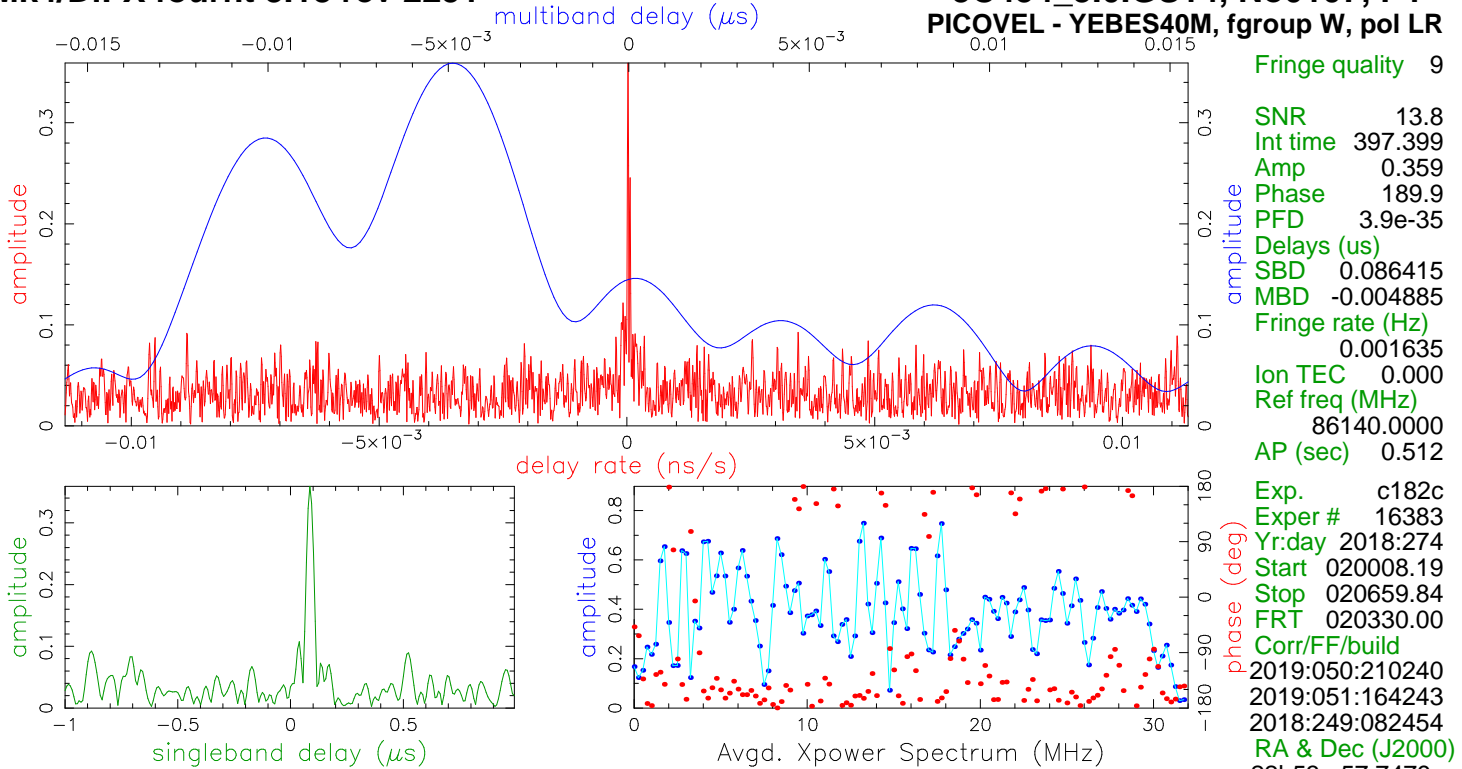 multiband delay (μs)
PICOVEL - YEBES40M, fgroup W, pol LR
−0.015 −0.01 −5×10⁻³ 0 5×10⁻³ 0.01 0.015
amplitude
0 0.1 0.2 0.3
amplitude
0 0.1 0.2 0.3
−0.01 −5×10⁻³ 0 5×10⁻³ 0.01
delay rate (ns/s)
Fringe quality 9
SNR 13.8
Int time 397.399
Amp 0.359
Phase 189.9
PFD 3.9e-35
Delays (us)
SBD 0.086415
MBD -0.004885
Fringe rate (Hz)
0.001635
Ion TEC 0.000
Ref freq (MHz)
86140.0000
AP (sec) 0.512
Exp. c182c
Exper # 16383
Yr:day 2018:274
Start 020008.19
Stop 020659.84
FRT 020330.00
Corr/FF/build
2019:050:210240
2019:051:164243
2018:249:082454
RA & Dec (J2000)
amplitude
0 0.1 0.2 0.3
−1 −0.5 0 0.5
singleband delay (μs)
amplitude
0 0.2 0.4 0.6 0.8
0 10 20 30
Avgd. Xpower Spectrum (MHz)
−180 −90 0 90 180
phase (deg)